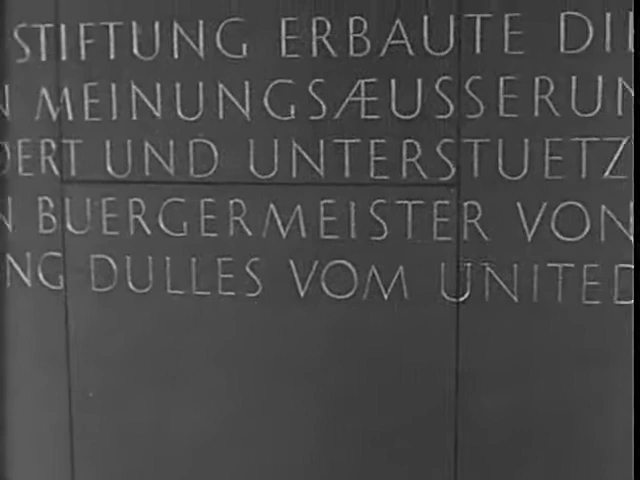 STIFTUNG ERBAUTE DI
N MEINUNGSÆUSSERUN
DERT UND UNTERSTUETZ
N BUERGERMEISTER VON
NG DULLES VOM UNITED